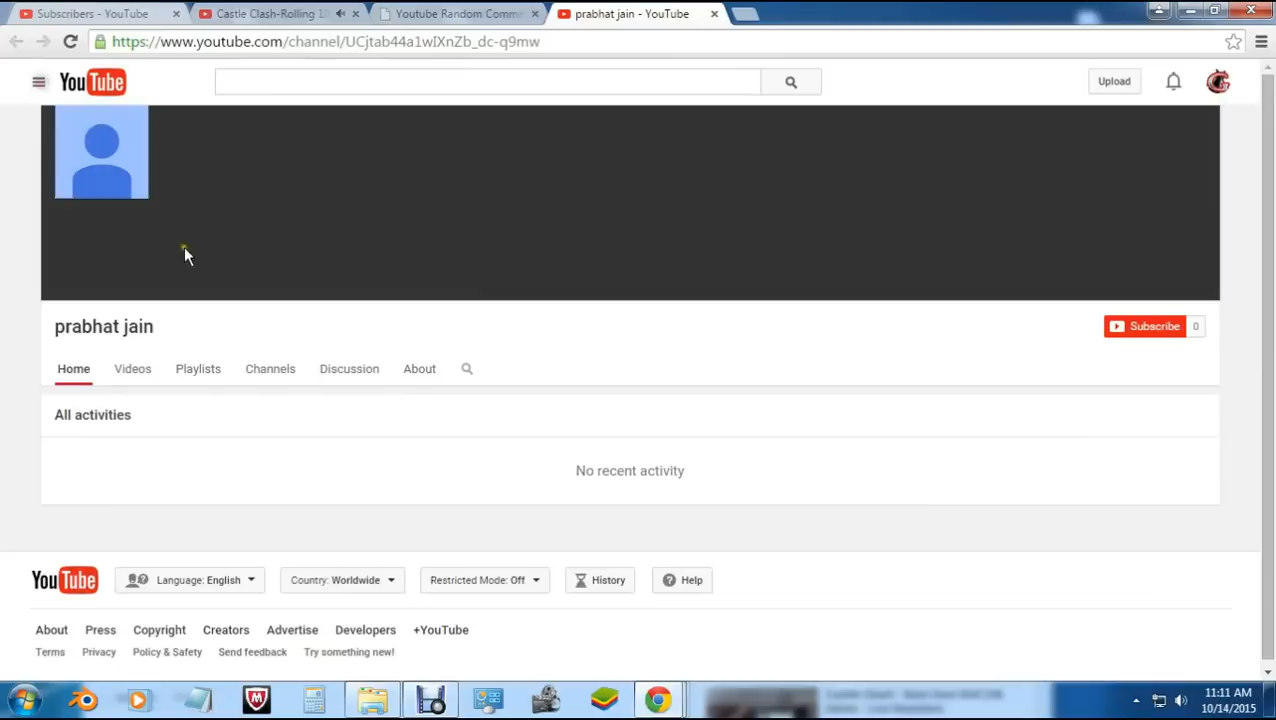 Subscribers - YouTube
Castle Clash-Rolling
Youtube Random Comm
prabhat jain - YouTube
https://www.youtube.com/channel/UCjtab44a1wIXnZb_dc-q9mw
YouTube
Upload
prabhat jain
Subscribe 0
Home Videos Playlists Channels Discussion About
All activities
No recent activity
YouTube Language: English Country: Worldwide Restricted Mode: Off History Help
About Press Copyright Creators Advertise Developers +YouTube
Terms Privacy Policy & Safety Send feedback Try something new!
11:11 AM
10/14/2015